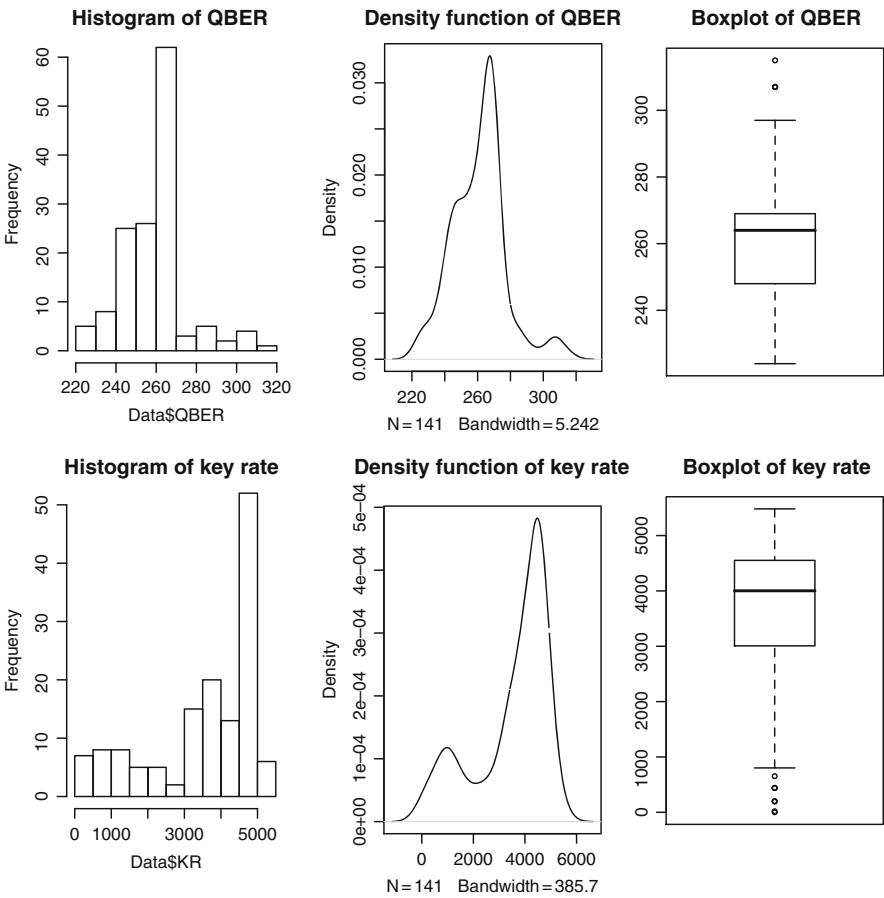 Histogram of QBER
Frequency
0 10 20 30 40 50 60
220 240 260 280 300 320
Data$QBER
Density function of QBER
Density
0.000 0.010 0.020 0.030
220 260 300
N = 141 Bandwidth = 5.242
Boxplot of QBER
240 260 280 300
Histogram of key rate
Frequency
0 10 20 30 40 50
0 1000 3000 5000
Data$KR
Density function of key rate
Density
0e+00 1e−04 2e−04 3e−04 4e−04 5e−04
0 2000 4000 6000
N = 141 Bandwidth = 385.7
Boxplot of key rate
0 1000 2000 3000 4000 5000